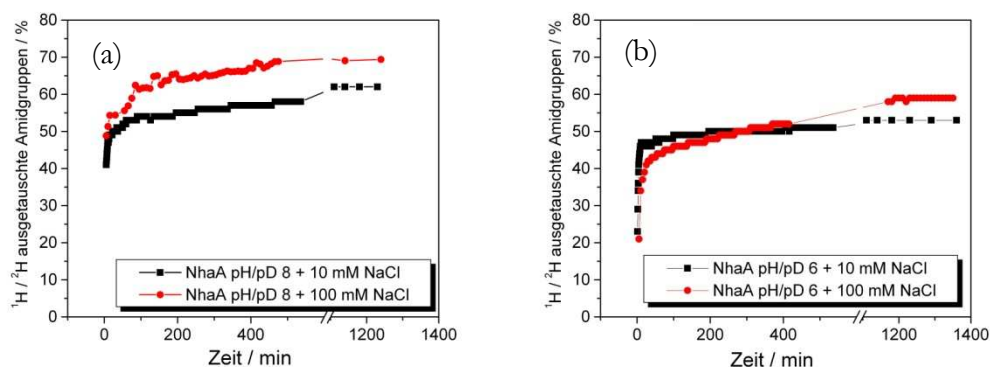 (a)
80
70
60
50
40
30
20
10
0
¹H / ²H ausgetauschte Amidgruppen / %
NhaA pH/pD 8 + 10 mM NaCl
NhaA pH/pD 8 + 100 mM NaCl
0 200 400 1200 1400
Zeit / min
(b)
80
70
60
50
40
30
20
10
0
¹H / ²H ausgetauschte Amidgruppen / %
NhaA pH/pD 6 + 10 mM NaCl
NhaA pH/pD 6 + 100 mM NaCl
0 200 400 1200 1400
Zeit / min